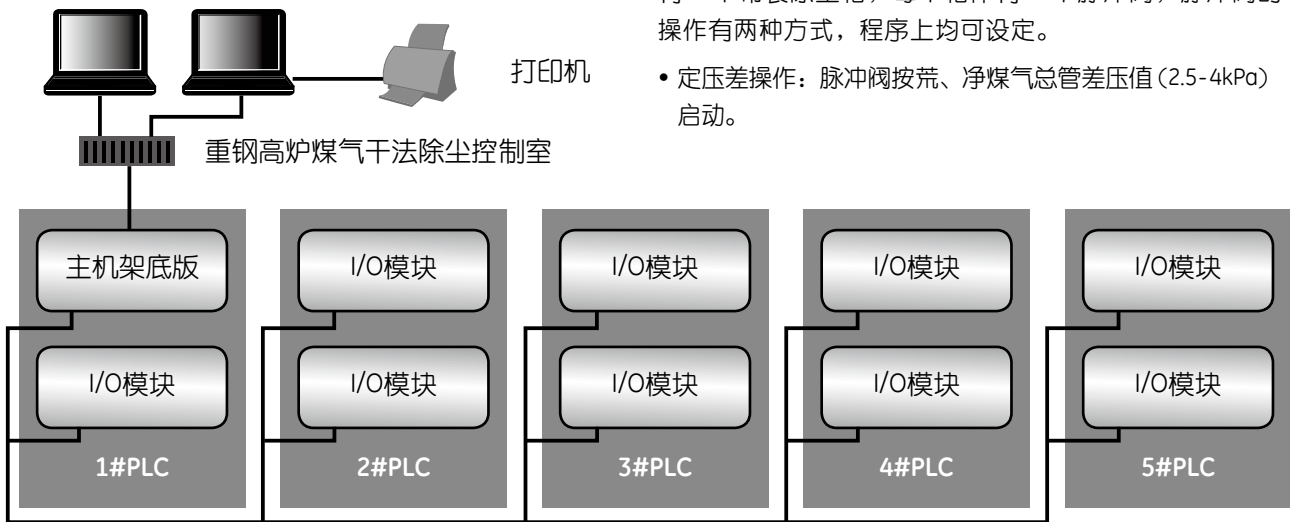 操作有两种方式，程序上均可设定。
• 定压差操作：脉冲阀按荒、净煤气总管差压值(2.5-4kPa)
启动。
打印机
重钢高炉煤气干法除尘控制室
主机架底版
I/O模块
I/O模块
I/O模块
I/O模块
I/O模块
I/O模块
I/O模块
I/O模块
I/O模块
1#PLC
2#PLC
3#PLC
4#PLC
5#PLC